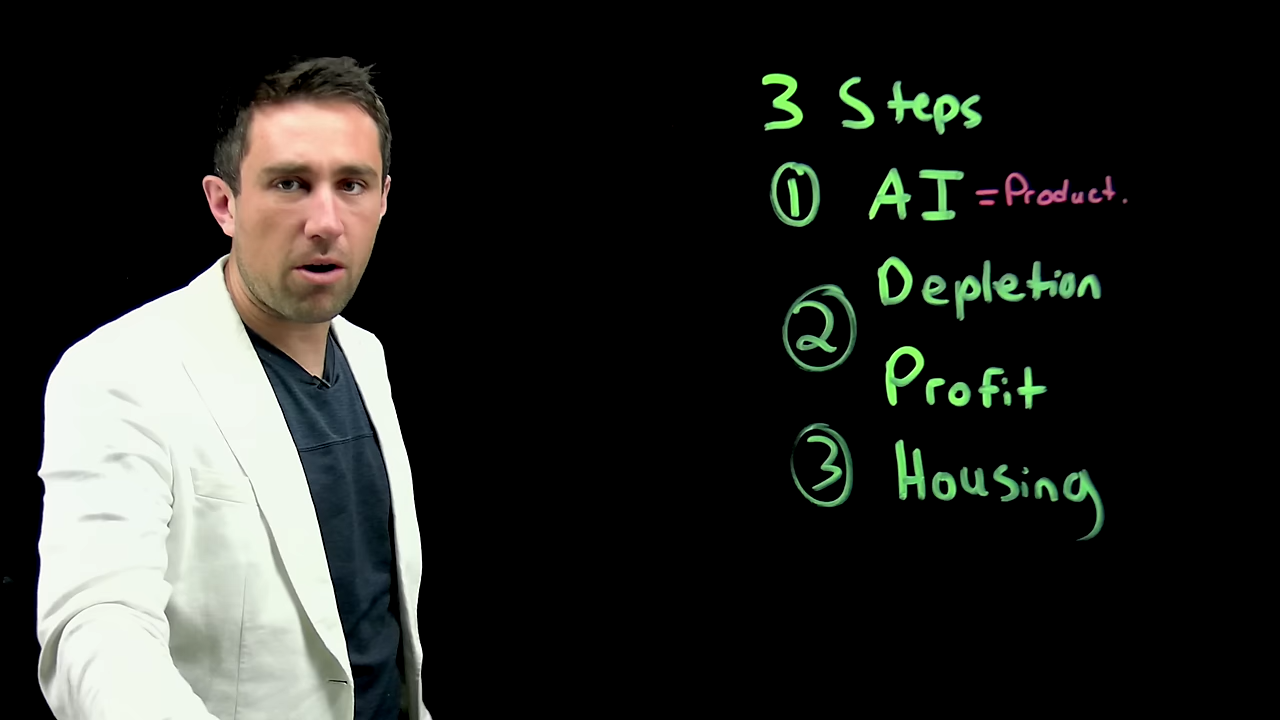 3 Steps
① AI = Product.
Depletion
②
Profit
③ Housing